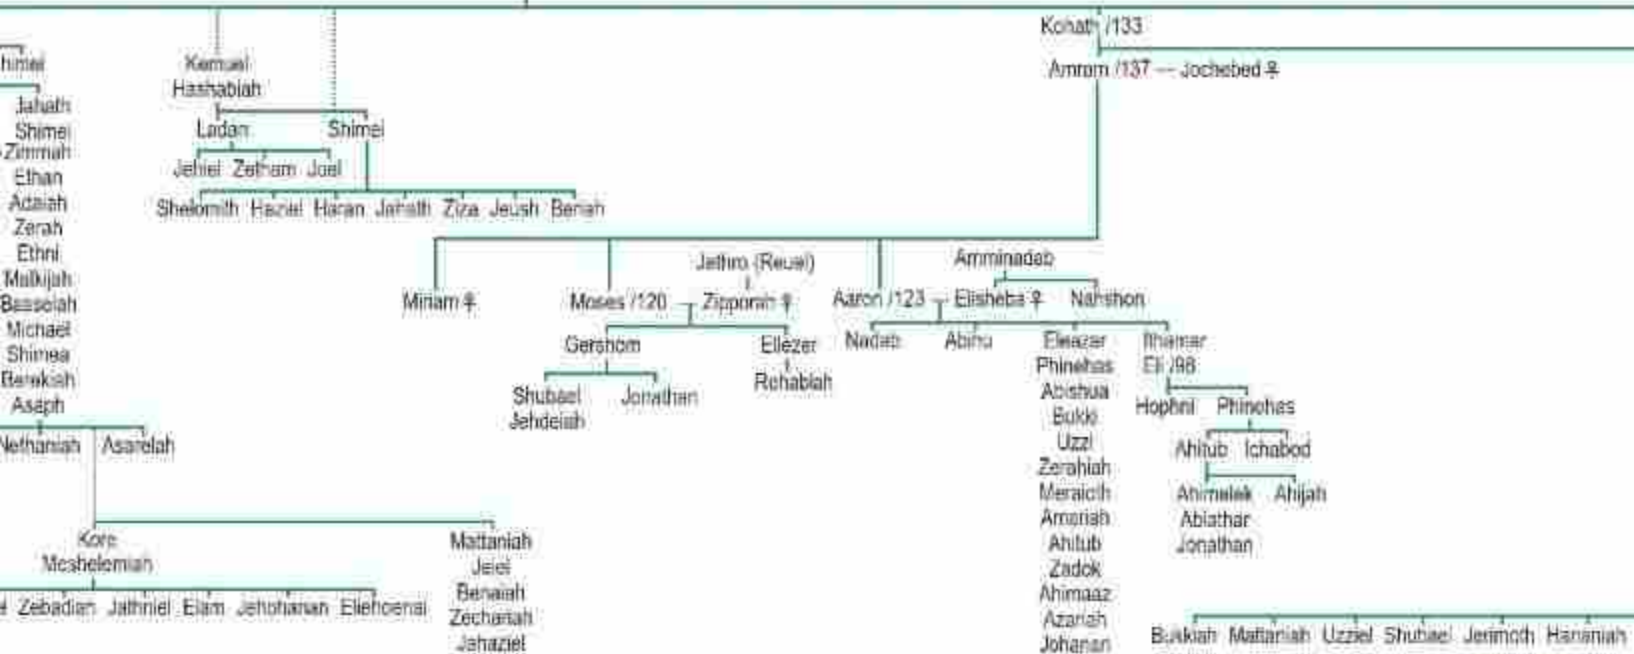 Kohath /133
himei
Kemuel
Amram /137 — Jochebed ♀
Hashabiah
Jahath
Shimei
Ladan Shimei
Zimmah
Jehiel Zetham Joel
Ethan
Adaiah
Shelomith Haziel Haran Jahath Ziza Jeush Beriah
Zerah
Ethni
Jethro (Reuel) Amminadab
Malkijah
Baaseiah
Miriam ♀ Moses /120 Zipporah ♀ Aaron /123 Elisheba ♀ Nahshon
Michael
Gershom Eliezer Nadab Abihu Eleazar Ithamar
Shimea
Phinehas Eli /98
Berekiah
Rehabiah
Shubael Jonathan Abishua
Asaph
Hophni Phinehas
Jehdeiah Bukki
Nethaniah Asarelah
Uzzi Ahitub Ichabod
Zerahiah
Meraioth Ahimelek Ahijah
Amariah Abiathar
Kore Mattaniah Ahitub Jonathan
Meshelemiah Jeiel Zadok
Benaiah Ahimaaz
Zebadiah Jathniel Elam Jehohanan Eliehoenai
Zechariah Azariah
Jahaziel Johanan
Bukkiah Mattaniah Uzziel Shubael Jerimoth Hananiah